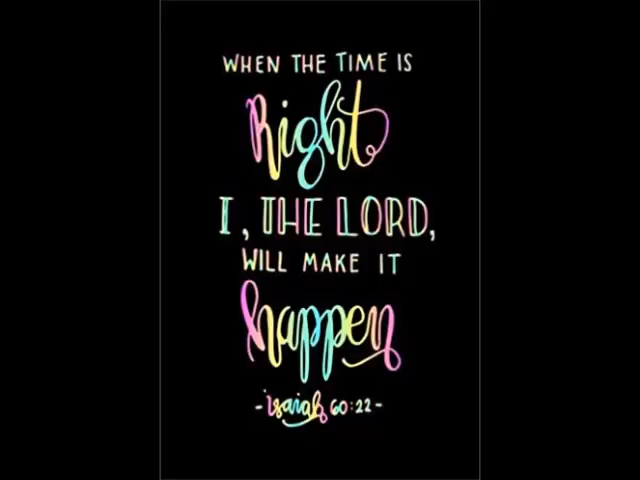 WHEN THE TIME IS
Right
I, THE LORD,
WILL MAKE IT
happen
-isaiah 60:22-